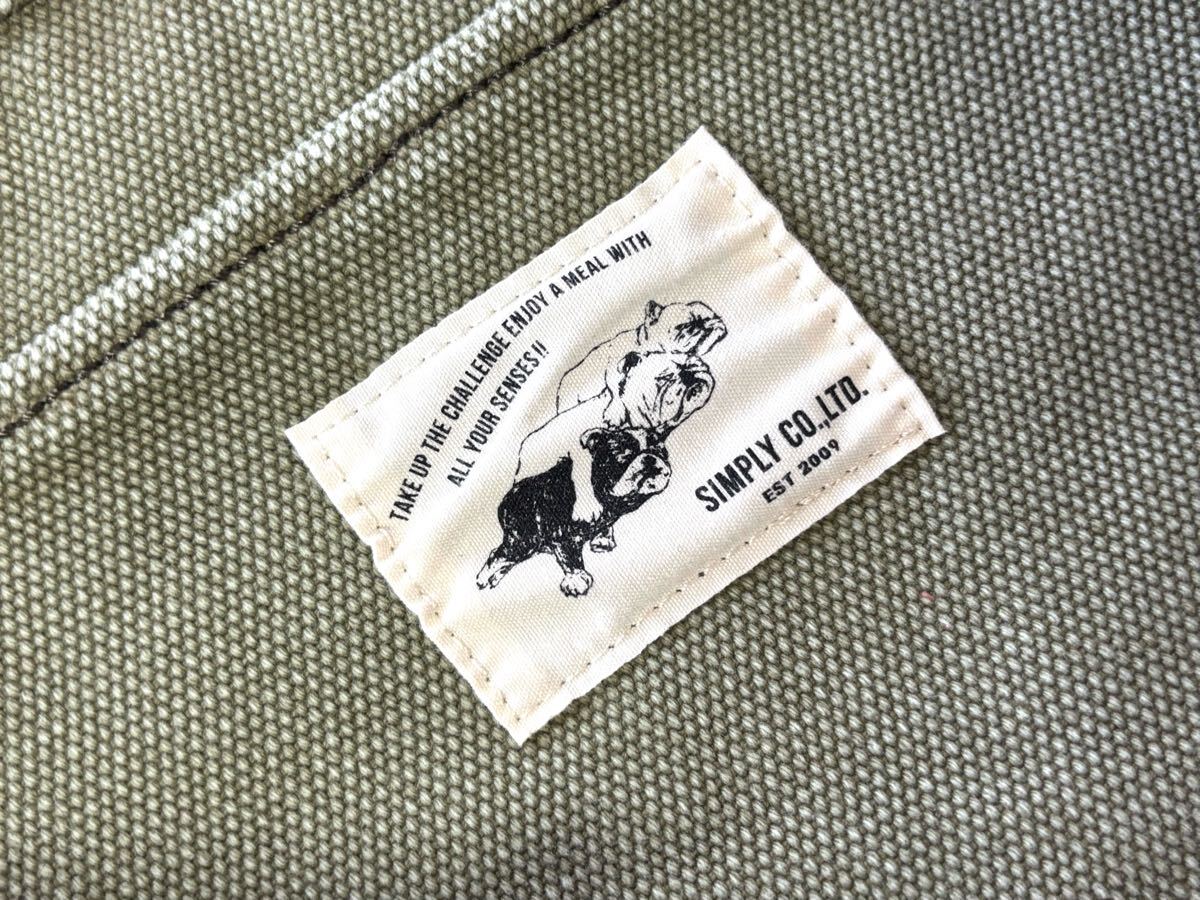 TAKE UP THE CHALLENGE ENJOY A MEAL WITH
ALL YOUR SENSES!!
SIMPLY CO.,LTD.
EST 2009